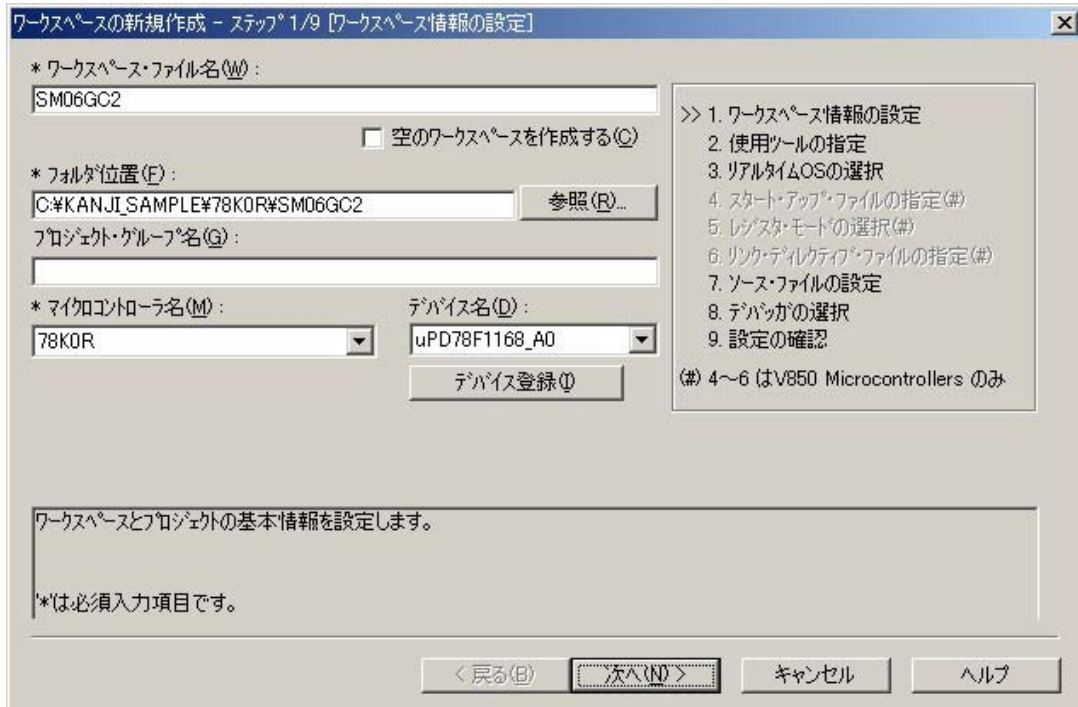 ワークスペースの新規作成 - ステップ 1/9 [ワークスペース情報の設定]
* ワークスペース・ファイル名(W) :
SM06GC2
空のワークスペースを作成する(C)
* フォルダ位置(F) :
C:¥KANJI_SAMPLE¥78K0R¥SM06GC2
参照(R)...
プロジェクト・グループ名(G) :
* マイクロコントローラ名(M) :
デバイス名(D) :
78K0R
uPD78F1168_A0
デバイス登録(I)
>> 1. ワークスペース情報の設定
2. 使用ツールの指定
3. リアルタイムOSの選択
4. スタート・アップ・ファイルの指定(#)
5. レジスタ・モードの選択(#)
6. リンク・ディレクティブ・ファイルの指定(#)
7. ソース・ファイルの設定
8. デバッガの選択
9. 設定の確認
(#) 4~6 はV850 Microcontrollers のみ
ワークスペースとプロジェクトの基本情報を設定します。
'*'は必須入力項目です。
< 戻る(B)
次へ(N) >
キャンセル
ヘルプ